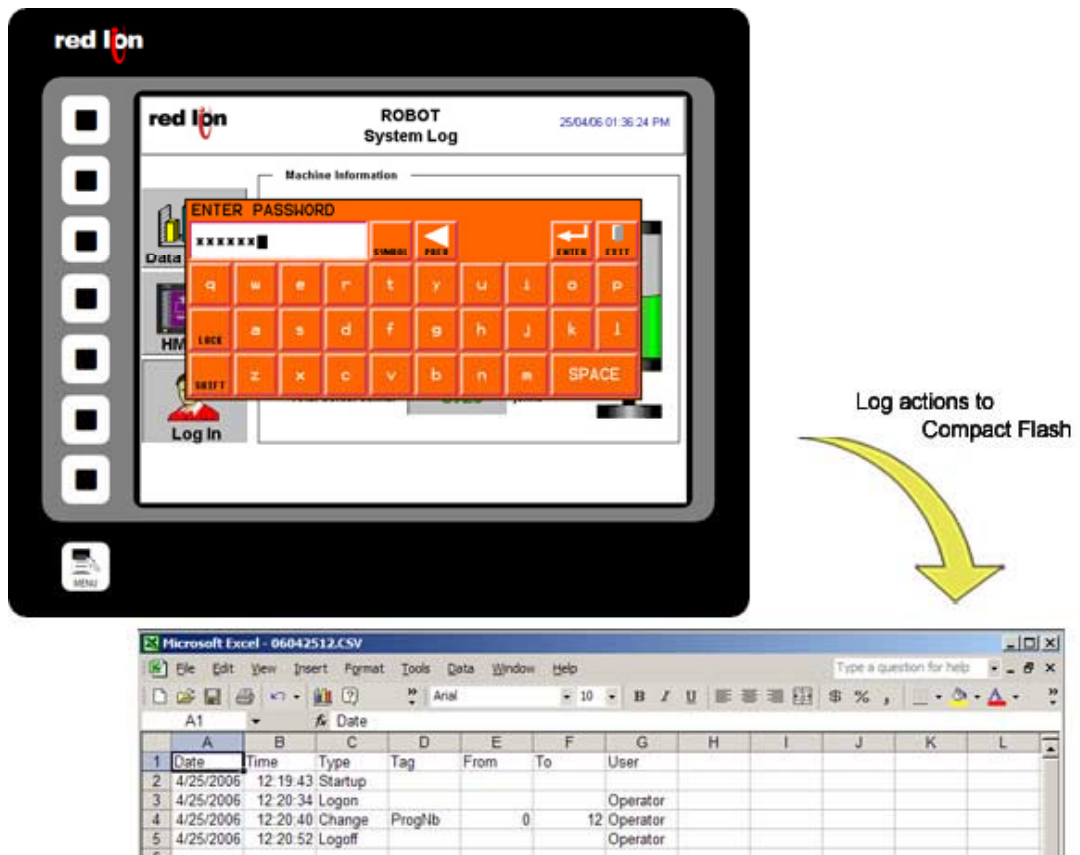 red lion
red lion
ROBOT
System Log
25/04/06 01:36:24 PM
Machine Information
ENTER PASSWORD
xxxxxx
SYMBOL PREV ENTER EXIT
Data
q w e r t y u i o p
LOCK a s d f g h j k l
HM
SHIFT z x c v b n m SPACE
Log In
MENU
Log actions to
Compact Flash
Microsoft Excel - 06042512.CSV
File Edit View Insert Format Tools Data Window Help Type a question for help
Arial 10 B I U $ % ,
A1 fx Date
A B C D E F G H I J K L
1 Date Time Type Tag From To User
2 4/25/2006 12:19:43 Startup
3 4/25/2006 12:20:34 Logon Operator
4 4/25/2006 12:20:40 Change ProgNb 0 12 Operator
5 4/25/2006 12:20:52 Logoff Operator